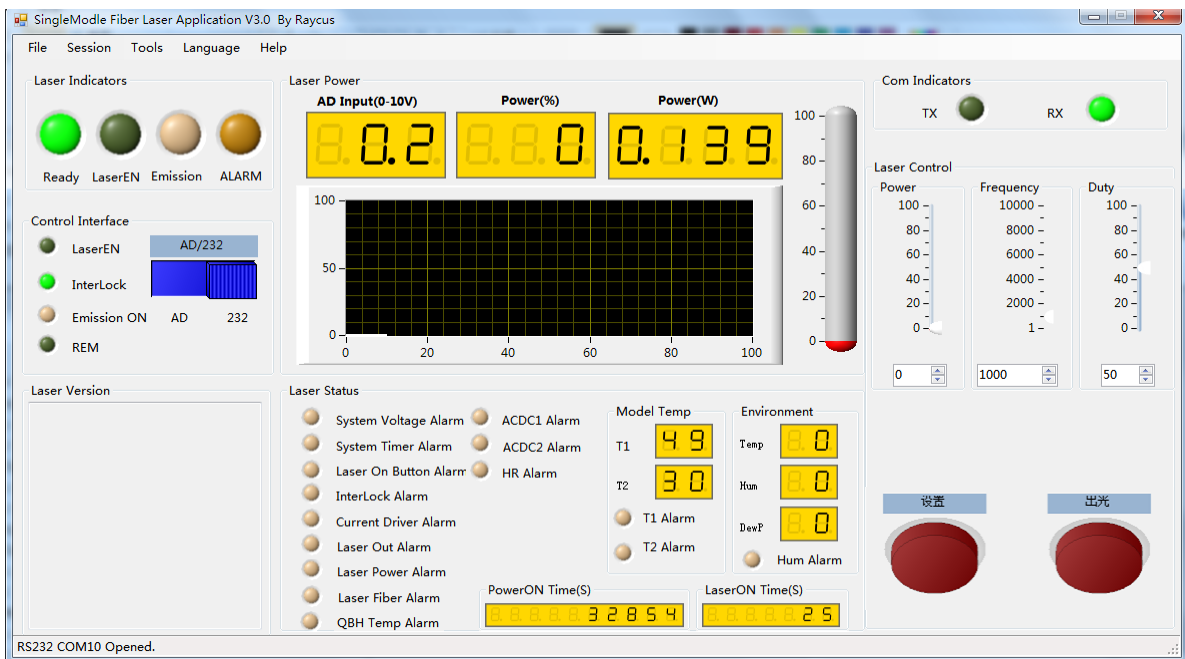 SingleModle Fiber Laser Application V3.0 By Raycus
File Session Tools Language Help
Laser Indicators
Ready LaserEN Emission ALARM
Control Interface
LaserEN
InterLock
Emission ON
REM
AD/232
AD 232
Laser Power
AD Input(0-10V) Power(%) Power(W)
0.2 0 0.139
100
50
0
0 20 40 60 80 100
100
80
60
40
20
0
Com Indicators
TX RX
Laser Control
Power Frequency Duty
100 10000 100
80 8000 80
60 6000 60
40 4000 40
20 2000 20
0 1 0
0 1000 50
Laser Version
Laser Status
System Voltage Alarm
System Timer Alarm
Laser On Button Alarm
InterLock Alarm
Current Driver Alarm
Laser Out Alarm
Laser Power Alarm
Laser Fiber Alarm
QBH Temp Alarm
ACDC1 Alarm
ACDC2 Alarm
HR Alarm
Model Temp
T1 49
T2 30
T1 Alarm
T2 Alarm
Environment
Temp 0
Hum 0
DewP 0
Hum Alarm
PowerON Time(S)
32854
LaserON Time(S)
25
设置 出光
RS232 COM10 Opened.